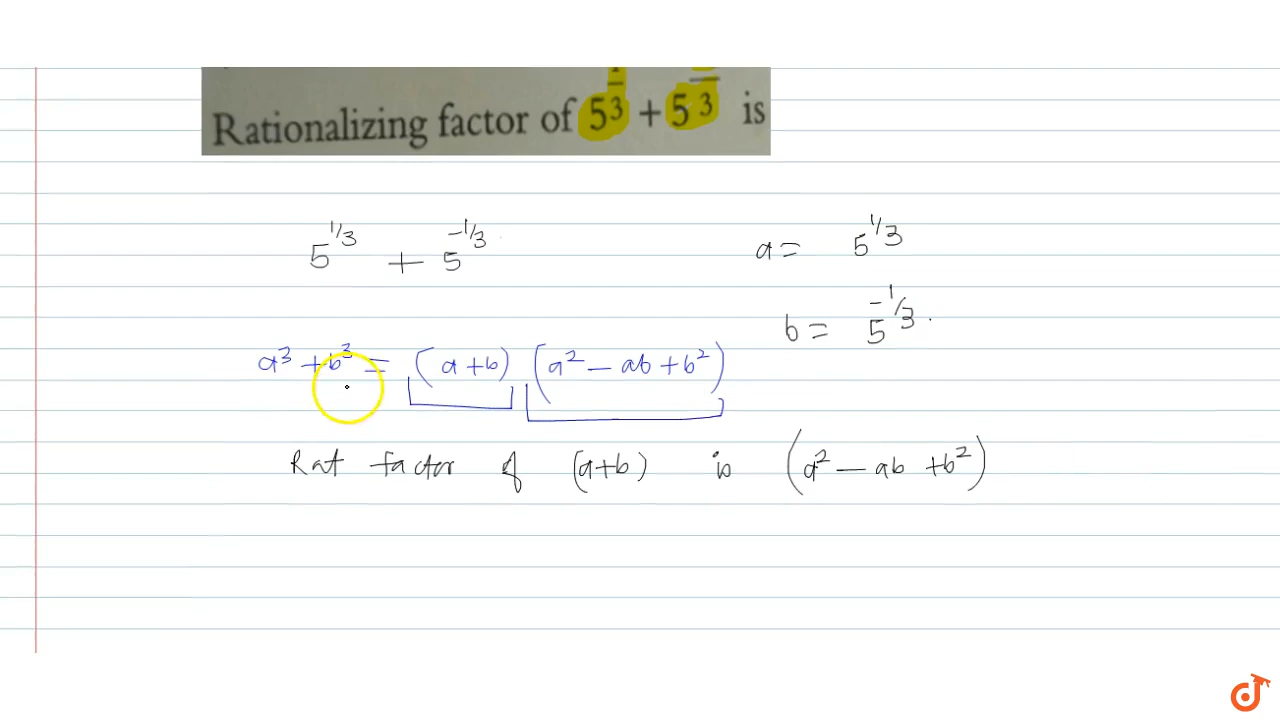 Rationalizing factor of 5^1/3 + 5^-1/3 is
5^1/3 + 5^-1/3
a = 5^1/3
b = 5^-1/3.
a³ + b³ = (a+b) (a² - ab + b²)
Rat factor of (a+b) is (a² - ab + b²)